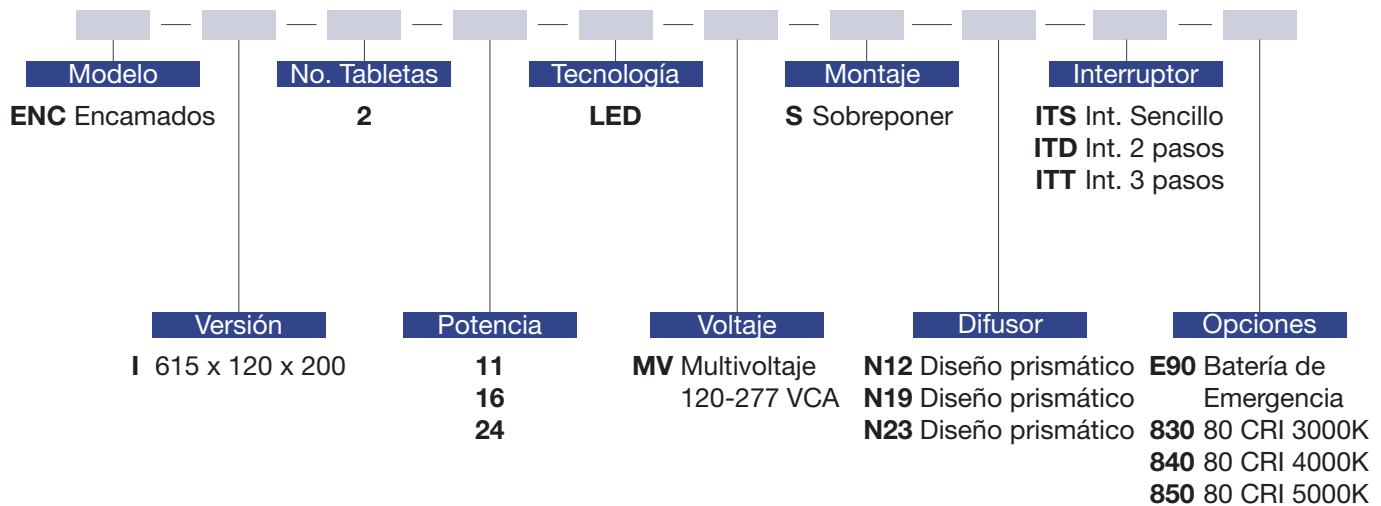 Modelo
ENC Encamados
No. Tabletas
2
Tecnología
LED
Montaje
S Sobreponer
Interruptor
ITS Int. Sencillo
ITD Int. 2 pasos
ITT Int. 3 pasos
Versión
I 615 x 120 x 200
Potencia
11
16
24
Voltaje
MV Multivoltaje
120-277 VCA
Difusor
N12 Diseño prismático
N19 Diseño prismático
N23 Diseño prismático
Opciones
E90 Batería de
Emergencia
830 80 CRI 3000K
840 80 CRI 4000K
850 80 CRI 5000K